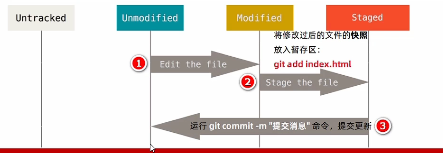 Untracked
Unmodified
Modified
Staged
将修改过后的文件的快照
放入暂存区：
git add index.html
1
Edit the file
2
Stage the file
运行 git commit -m "提交消息" 命令，提交更新
3